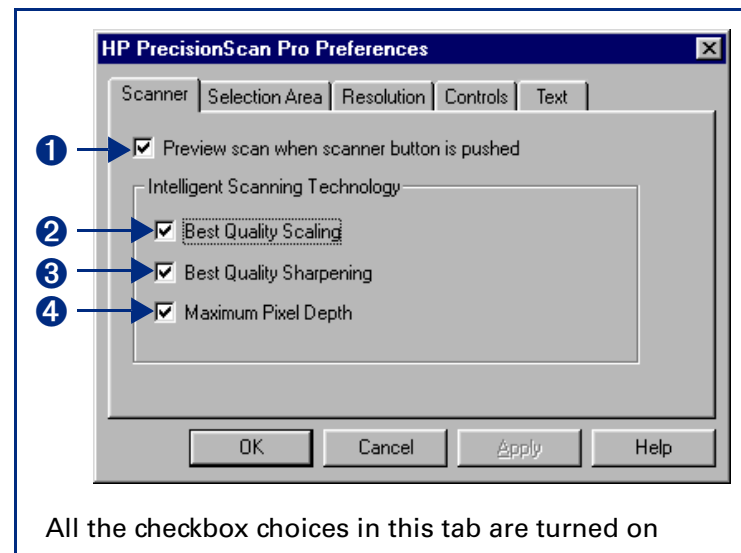 HP PrecisionScan Pro Preferences
Scanner Selection Area Resolution Controls Text
1 Preview scan when scanner button is pushed
Intelligent Scanning Technology
2 Best Quality Scaling
3 Best Quality Sharpening
4 Maximum Pixel Depth
OK Cancel Apply Help
All the checkbox choices in this tab are turned on